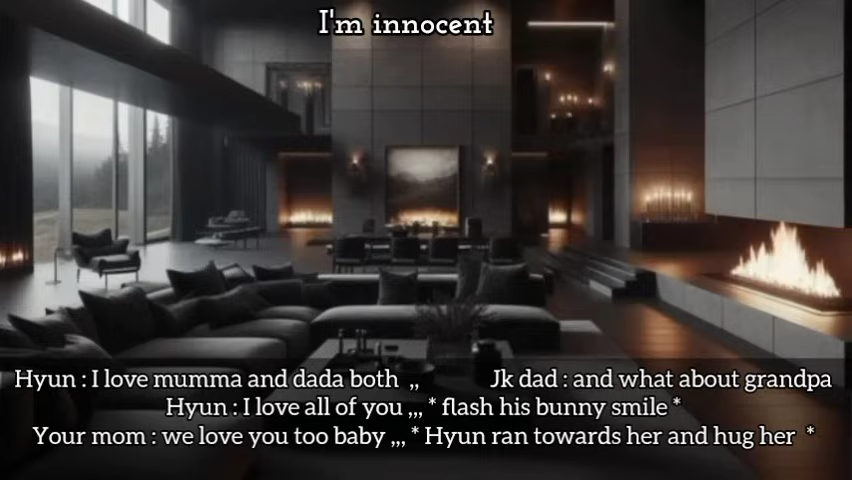 I'm innocent
Hyun : I love mumma and dada both ,, Jk dad : and what about grandpa
Hyun : I love all of you ,,, * flash his bunny smile *
Your mom : we love you too baby ,,, * Hyun ran towards her and hug her *